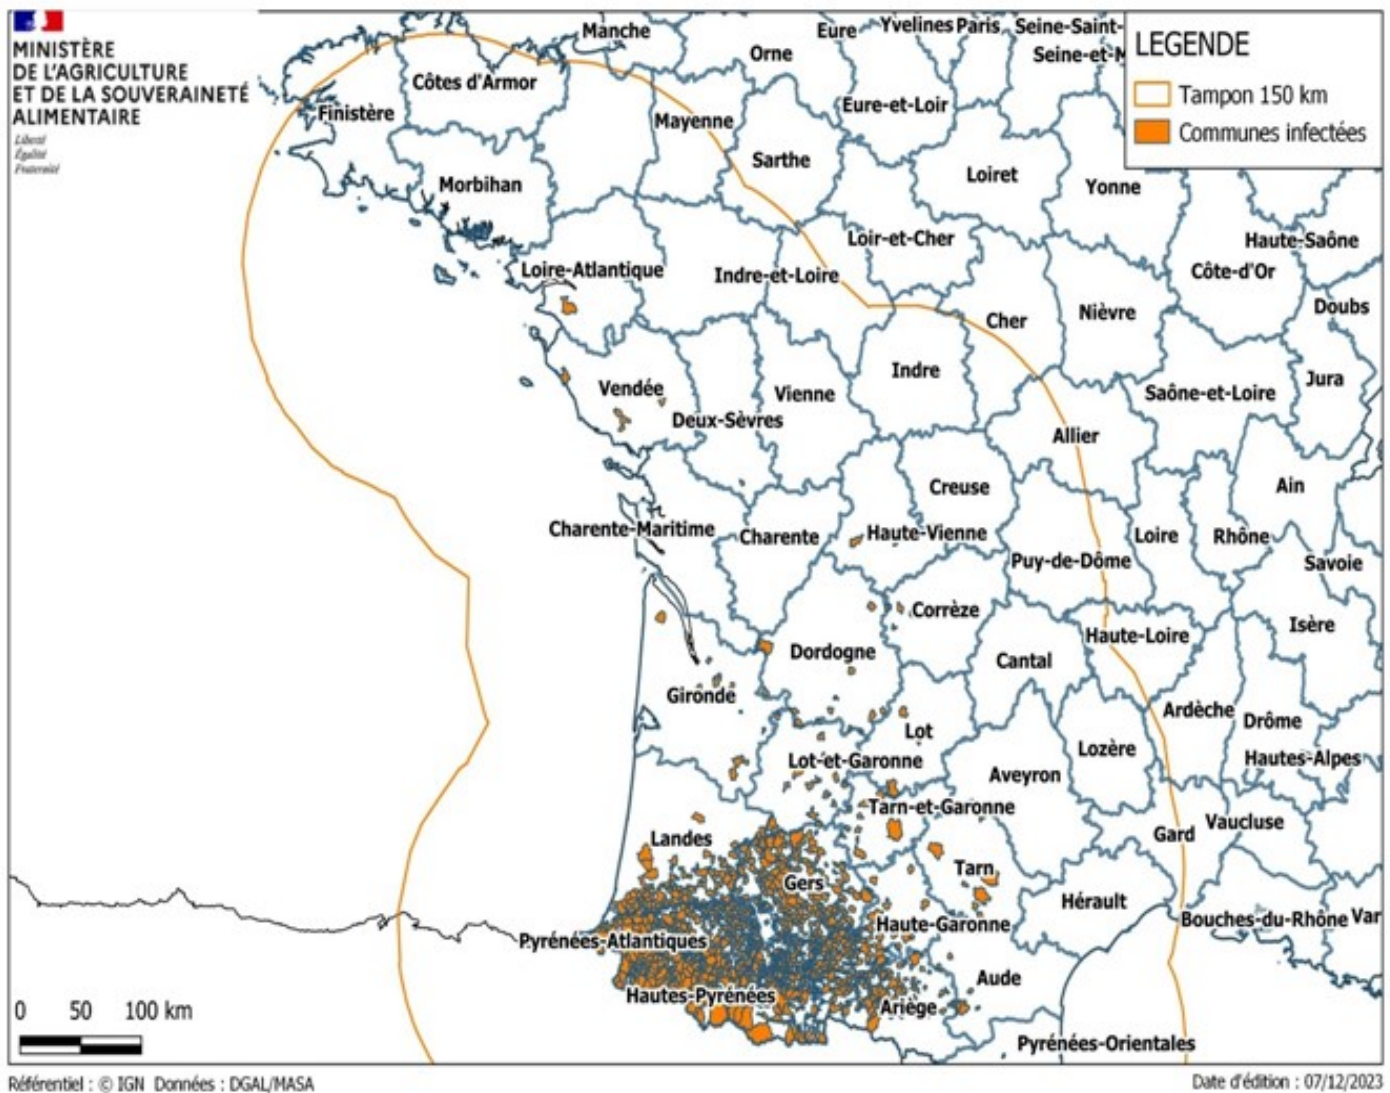 MINISTÈRE
DE L'AGRICULTURE
ET DE LA SOUVERAINETÉ
ALIMENTAIRE
Liberté
Égalité
Fraternité
LEGENDE
Tampon 150 km
Communes infectées
Manche
Orne
Eure
Yvelines
Paris
Seine-Saint-
Seine-et-M
Côtes d'Armor
Finistère
Mayenne
Eure-et-Loir
Sarthe
Morbihan
Loiret
Yonne
Loir-et-Cher
Haute-Saône
Loire-Atlantique
Indre-et-Loire
Côte-d'Or
Cher
Nièvre
Doubs
Vendée
Vienne
Indre
Saône-et-Loire
Jura
Deux-Sèvres
Allier
Creuse
Ain
Charente-Maritime
Charente
Haute-Vienne
Puy-de-Dôme
Loire
Rhône
Savoie
Corrèze
Isère
Dordogne
Cantal
Haute-Loire
Gironde
Lot
Ardèche
Drôme
Lot-et-Garonne
Aveyron
Lozère
Hautes-Alpes
Tarn-et-Garonne
Landes
Gard
Vaucluse
Gers
Tarn
Hérault
Haute-Garonne
Bouches-du-Rhône
Var
Pyrénées-Atlantiques
Hautes-Pyrénées
Ariège
Aude
Pyrénées-Orientales
0 50 100 km
Référentiel : © IGN Données : DGAL/MASA
Date d'édition : 07/12/2023